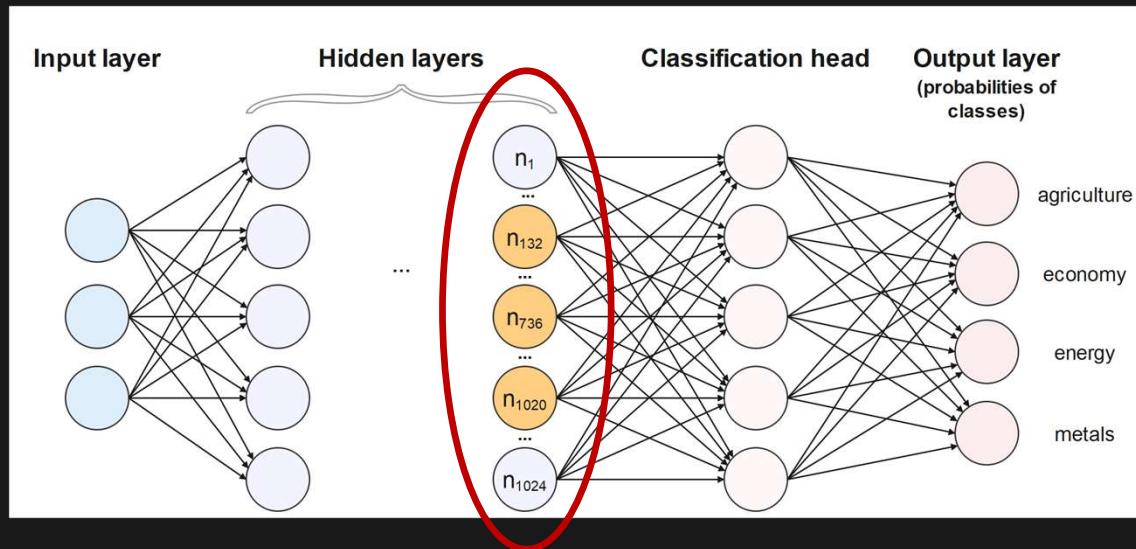 Input layer
Hidden layers
Classification head
Output layer
(probabilities of
classes)
...
n₁
...
n₁₃₂
...
n₇₃₆
...
n₁₀₂₀
...
n₁₀₂₄
agriculture
economy
energy
metals